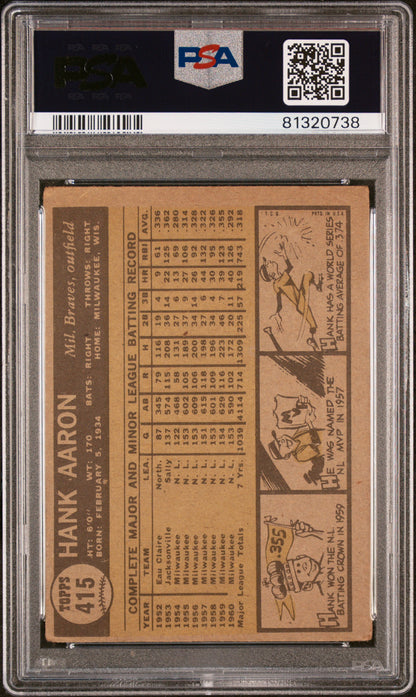 PSA
PSA
81320738
TOPPS
415
HANK AARON
Mil. Braves, outfield
HT: 6'0" WT: 170 BATS: RIGHT THROWS: RIGHT
BORN: FEBRUARY 5, 1934 HOME: MILWAUKEE, WIS.
COMPLETE MAJOR AND MINOR LEAGUE BATTING RECORD
YEAR TEAM LEA. G AB R H 2B 3B HR RBI AVG.
1952 Eau Claire North. 87 345 79 116 19 4 9 61 .336
1953 Jacksonville Sally 137 574 115 208 36 14 22 125 .362
1954 Milwaukee N.L. 122 468 58 131 27 6 13 69 .280
1955 Milwaukee N.L. 153 602 105 189 37 9 27 106 .314
1956 Milwaukee N.L. 153 609 106 200 34 14 26 92 .328
1957 Milwaukee N.L. 151 615 118 198 27 6 44 132 .322
1958 Milwaukee N.L. 153 601 109 196 34 4 30 95 .326
1959 Milwaukee N.L. 154 629 116 223 46 7 39 123 .355
1960 Milwaukee N.L. 153 590 102 172 20 11 40 126 .292
Major League Totals 7 Yrs. 1039 4114 714 1309 225 57 219 743 .318
.355
HANK WON THE N.L.
BATTING CROWN IN 1959
M
HE WAS NAMED THE
NL MVP IN 1957
T.C.G. PRTD. IN U.S.A.
HANK HAS A WORLD SERIES
BATTING AVERAGE OF 374
PSA